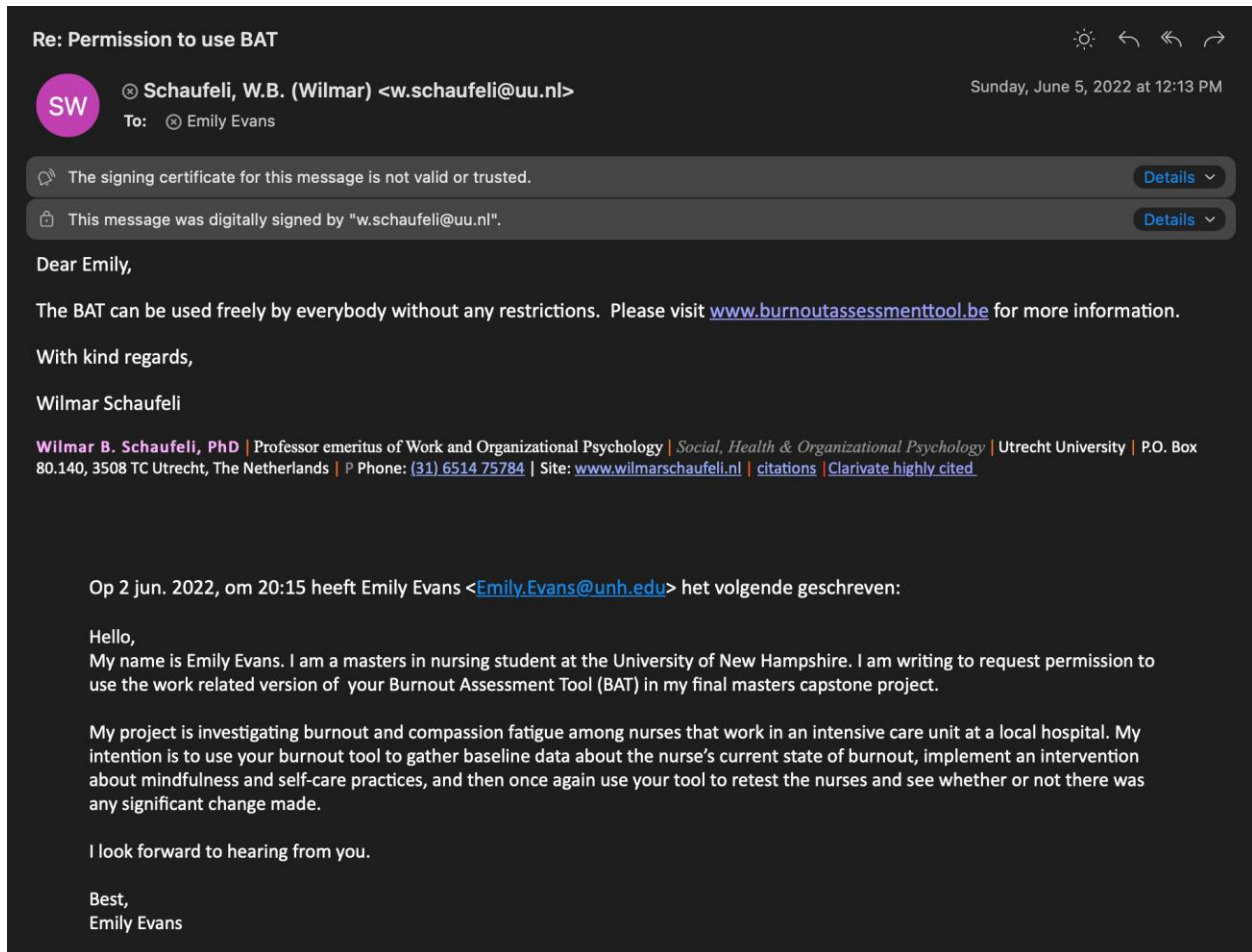 Re: Permission to use BAT
SW
Schaufeli, W.B. (Wilmar) <w.schaufeli@uu.nl>
Sunday, June 5, 2022 at 12:13 PM
To: Emily Evans
The signing certificate for this message is not valid or trusted.
Details
This message was digitally signed by "w.schaufeli@uu.nl".
Details
Dear Emily,
The BAT can be used freely by everybody without any restrictions.  Please visit www.burnoutassessmenttool.be for more information.
With kind regards,
Wilmar Schaufeli
Wilmar B. Schaufeli, PhD | Professor emeritus of Work and Organizational Psychology | Social, Health & Organizational Psychology | Utrecht University | P.O. Box
80.140, 3508 TC Utrecht, The Netherlands | P Phone: (31) 6514 75784 | Site: www.wilmarschaufeli.nl | citations |Clarivate highly cited
Op 2 jun. 2022, om 20:15 heeft Emily Evans <Emily.Evans@unh.edu> het volgende geschreven:
Hello,
My name is Emily Evans. I am a masters in nursing student at the University of New Hampshire. I am writing to request permission to
use the work related version of  your Burnout Assessment Tool (BAT) in my final masters capstone project.
My project is investigating burnout and compassion fatigue among nurses that work in an intensive care unit at a local hospital. My
intention is to use your burnout tool to gather baseline data about the nurse’s current state of burnout, implement an intervention
about mindfulness and self-care practices, and then once again use your tool to retest the nurses and see whether or not there was
any significant change made.
I look forward to hearing from you.
Best,
Emily Evans